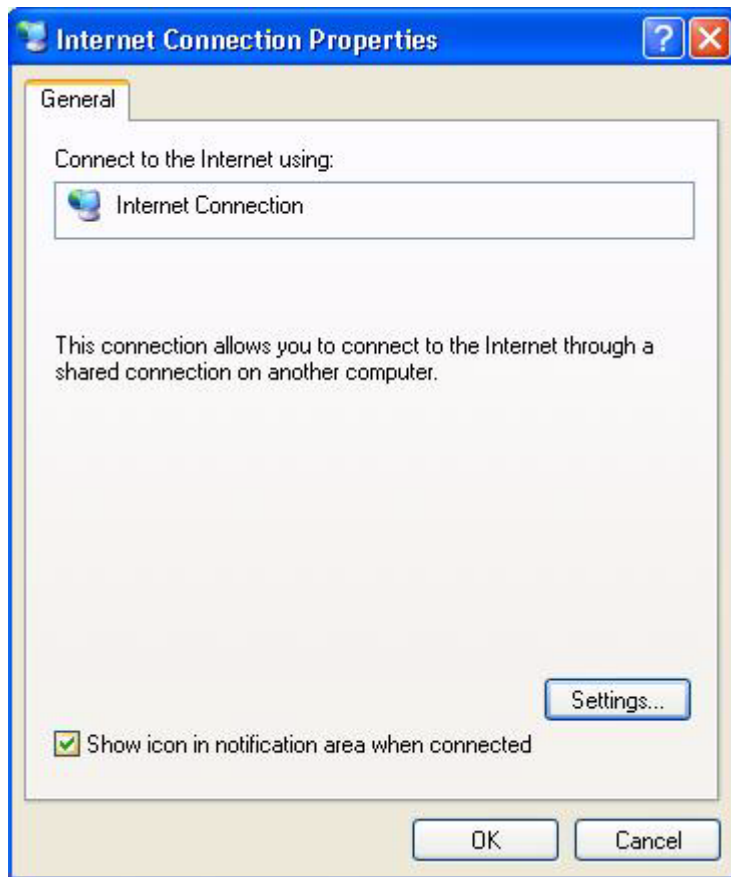 Internet Connection Properties
General
Connect to the Internet using:
Internet Connection
This connection allows you to connect to the Internet through a
shared connection on another computer.
Settings...
Show icon in notification area when connected
OK Cancel